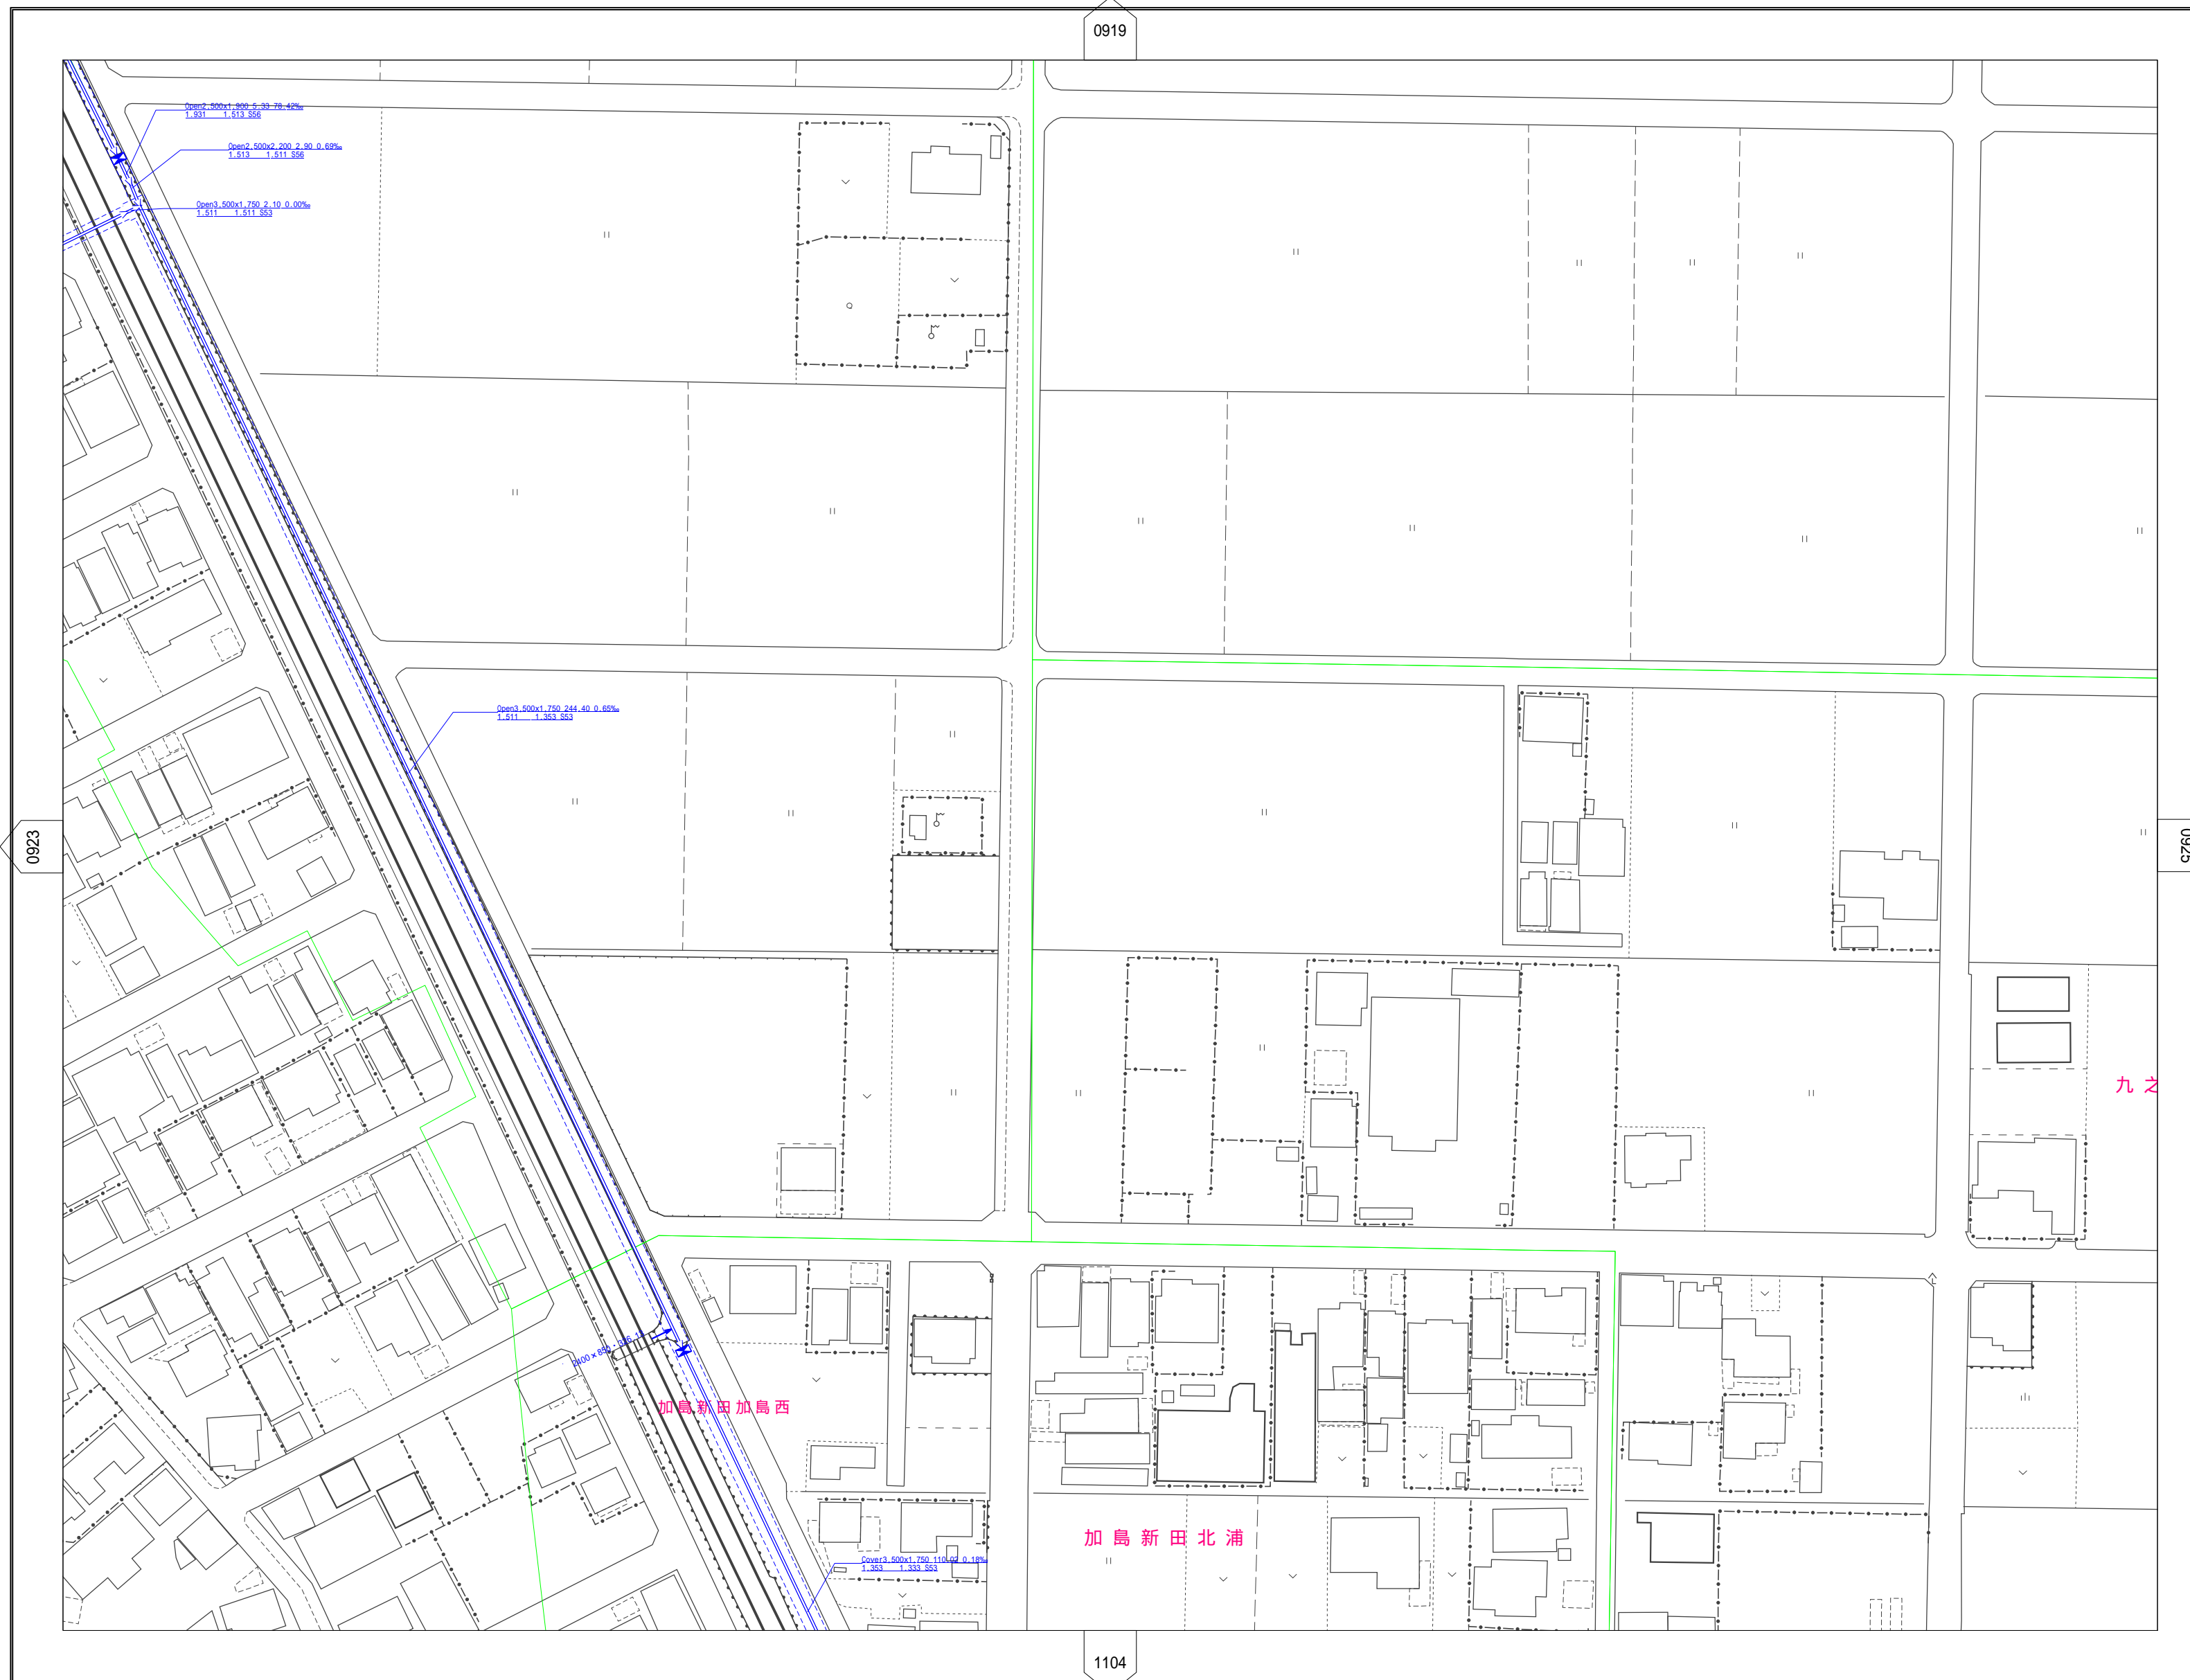 0919
Open2,500x1,900 5.33 78.42‰
1.931 1.513 S56
Open2,500x2,200 2.90 0.69‰
1.513 1.511 S56
Open3,500x1,750 2.10 0.00‰
1.511 1.511 S53
Open3,500x1,750 244.40 0.65‰
1.511 1.353 S53
0923
0925
九之
加島新田加島西
加島新田北浦
Cover3,500x1,750 110.02 0.18‰
1.353 1.333 S53
1104